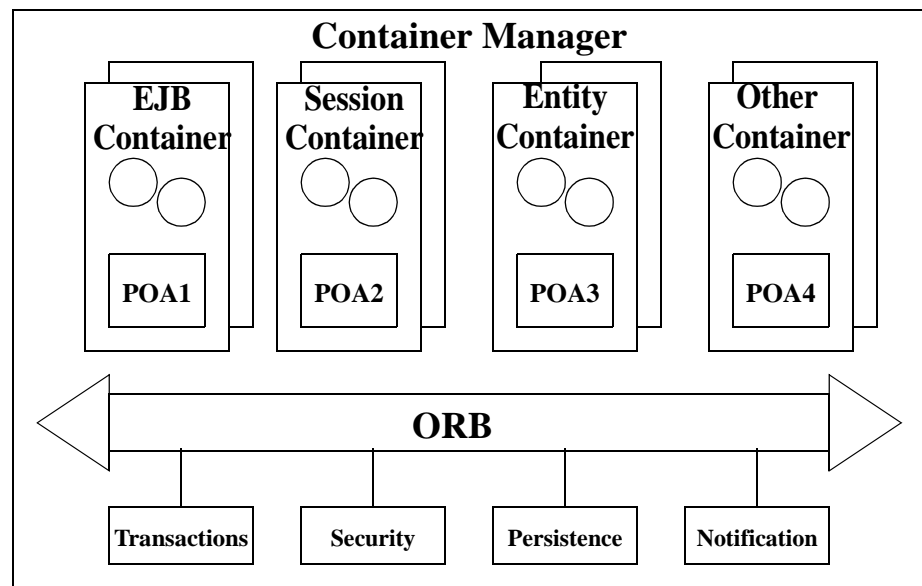 Container Manager
EJB
Container
Session
Container
Entity
Container
Other
Container
POA1
POA2
POA3
POA4
ORB
Transactions
Security
Persistence
Notification